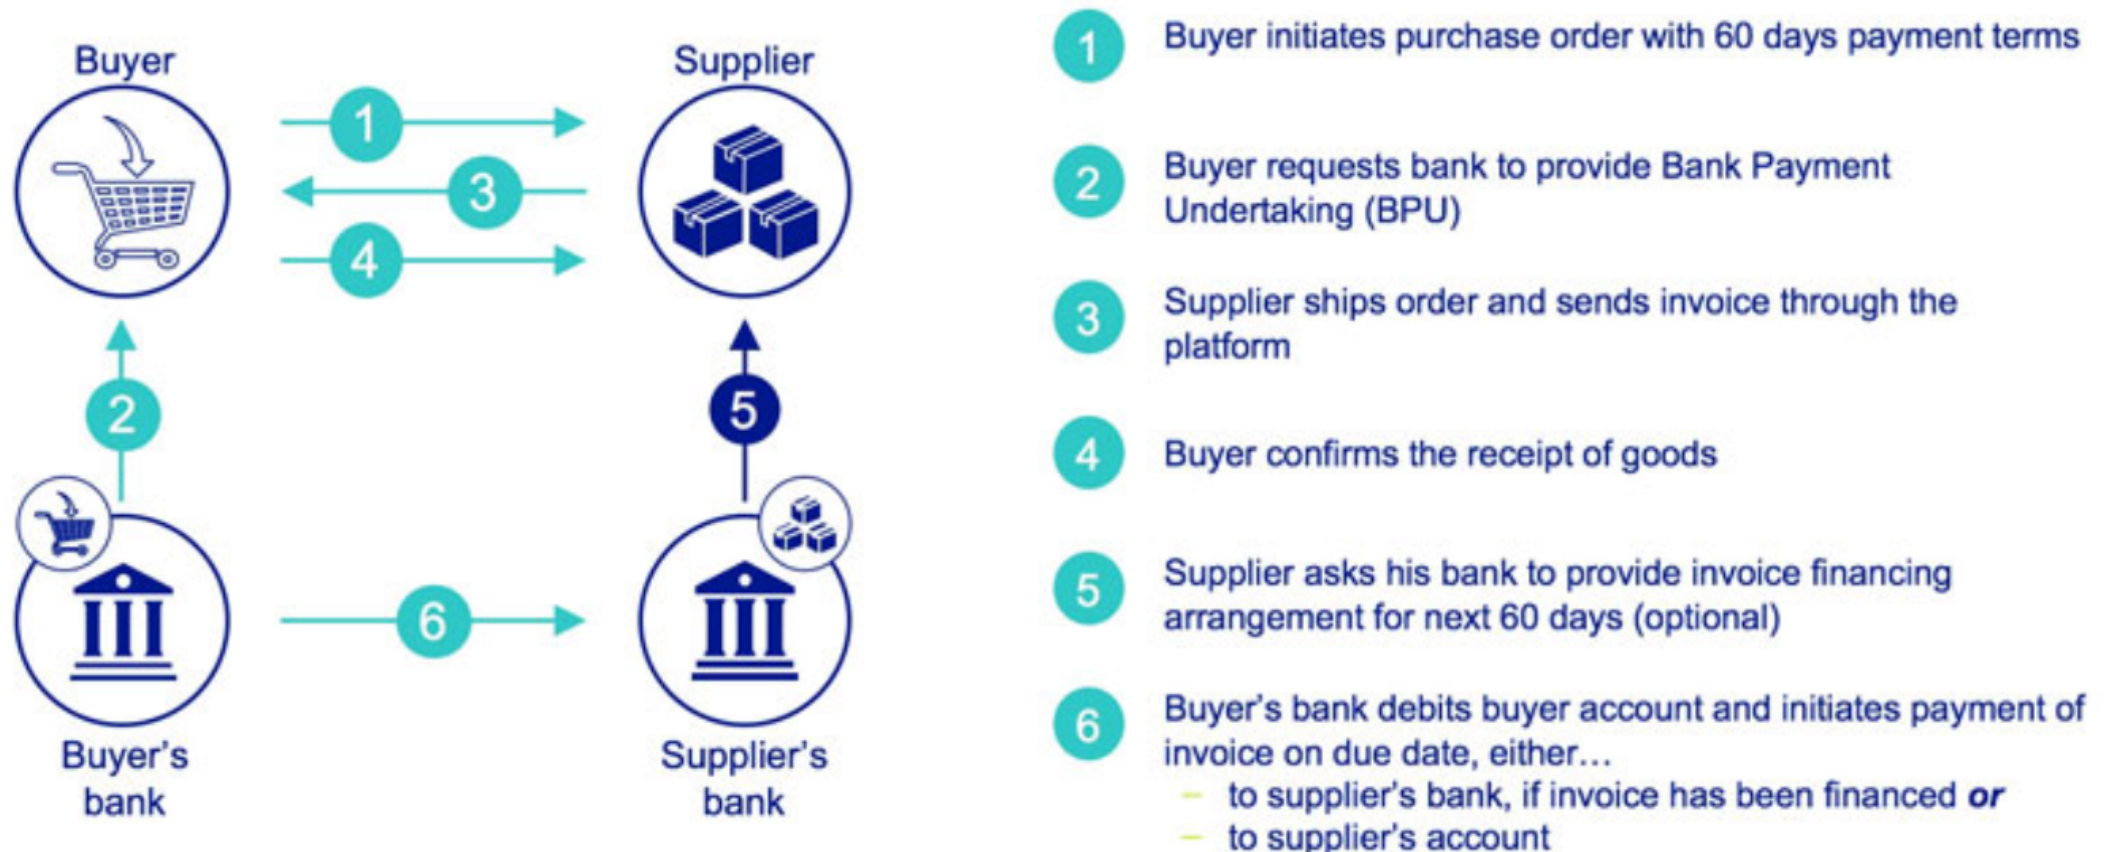 Buyer
Supplier
1
3
4
2
5
6
Buyer's
bank
Supplier's
bank
1
Buyer initiates purchase order with 60 days payment terms
2
Buyer requests bank to provide Bank Payment
Undertaking (BPU)
3
Supplier ships order and sends invoice through the
platform
4
Buyer confirms the receipt of goods
5
Supplier asks his bank to provide invoice financing
arrangement for next 60 days (optional)
6
Buyer's bank debits buyer account and initiates payment of
invoice on due date, either…
– to supplier's bank, if invoice has been financed or
– to supplier's account